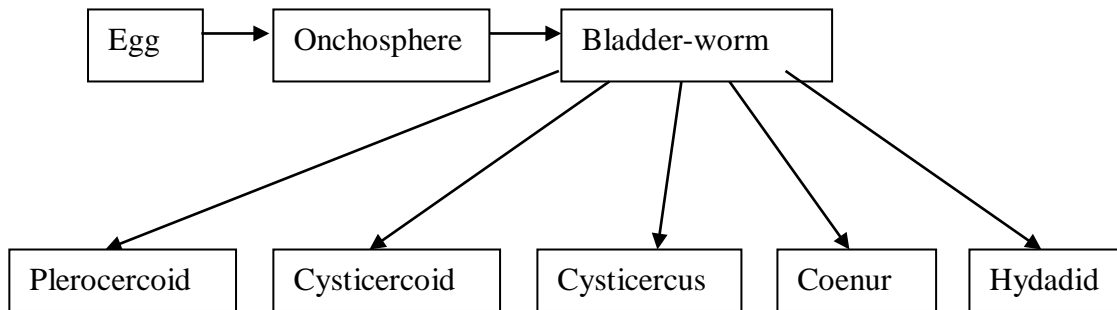 Egg
Onchosphere
Bladder-worm
Plerocercoid
Cysticercoid
Cysticercus
Coenur
Hydadid